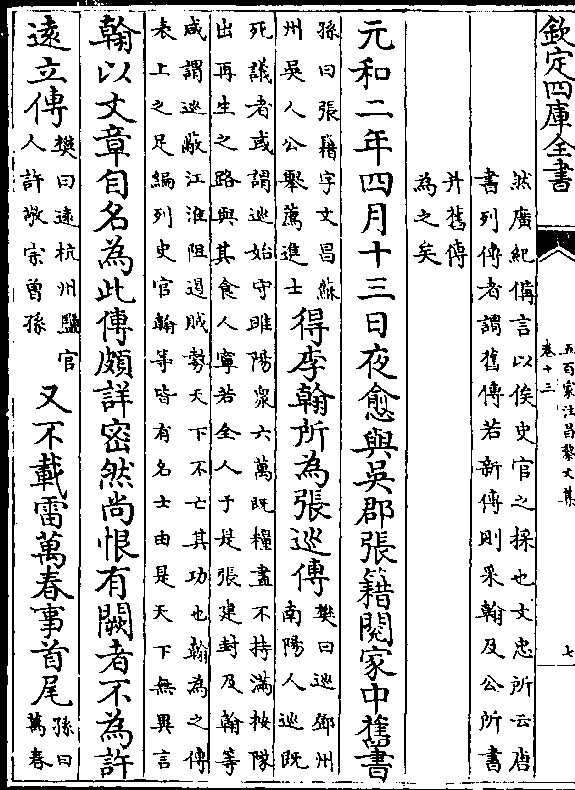 欽定四庫全書
五百家注昌黎文集
卷十三
七
然廣紀備言以俟史官之採也文忠所云唐
書列傳者謂舊傳若新傳則采翰及公所書
并舊傳
為之矣
元和二年四月十三日夜愈與吳郡張籍閱家中舊書
孫曰張籍字文昌蘇
州吳人公舉薦進士
得李翰所為張巡傳
樊曰巡鄧州
南陽人巡既
死議者或謂巡始守睢陽衆六萬既糧盡不持滿按隊
出再生之路與其食人寧若全人于是張建封及翰等
咸謂巡蔽江淮阻遏賊勢天下不亡其功也翰為之傳
表上之足編列史官翰等皆有名士由是天下無異言
翰以文章自名為此傳頗詳密然尚恨有闕者不為許
遠立傳
樊曰遠杭州鹽官
人許敬宗曾孫
又不載雷萬春事首尾
孫曰
萬春